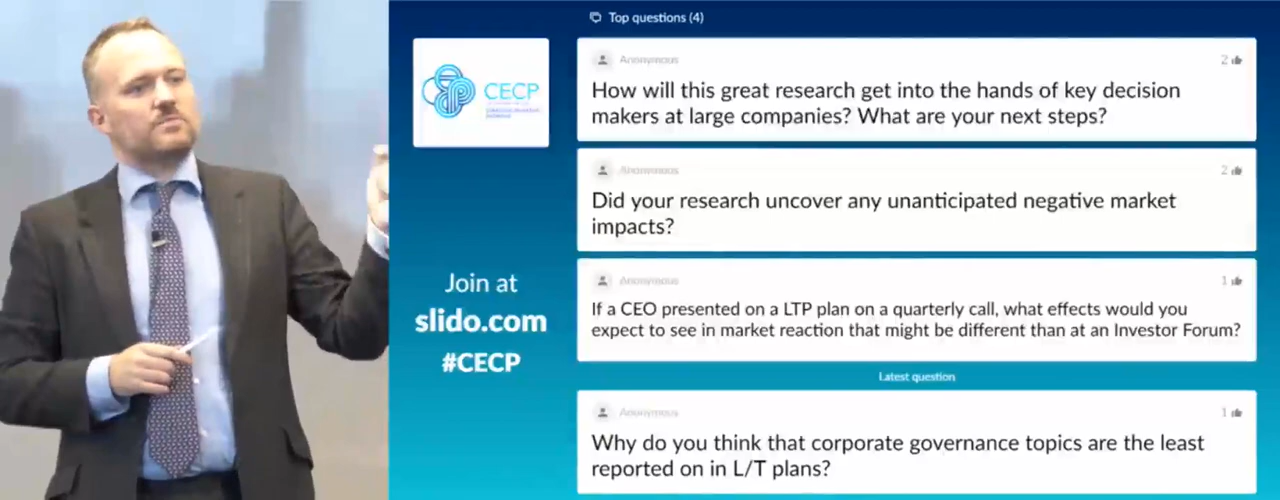 Top questions (4)
CECP
Anonymous
2
How will this great research get into the hands of key decision
makers at large companies? What are your next steps?
Anonymous
2
Did your research uncover any unanticipated negative market
impacts?
Anonymous
1
If a CEO presented on a LTP plan on a quarterly call, what effects would you
expect to see in market reaction that might be different than at an Investor Forum?
Join at
slido.com
#CECP
Latest question
Anonymous
1
Why do you think that corporate governance topics are the least
reported on in L/T plans?